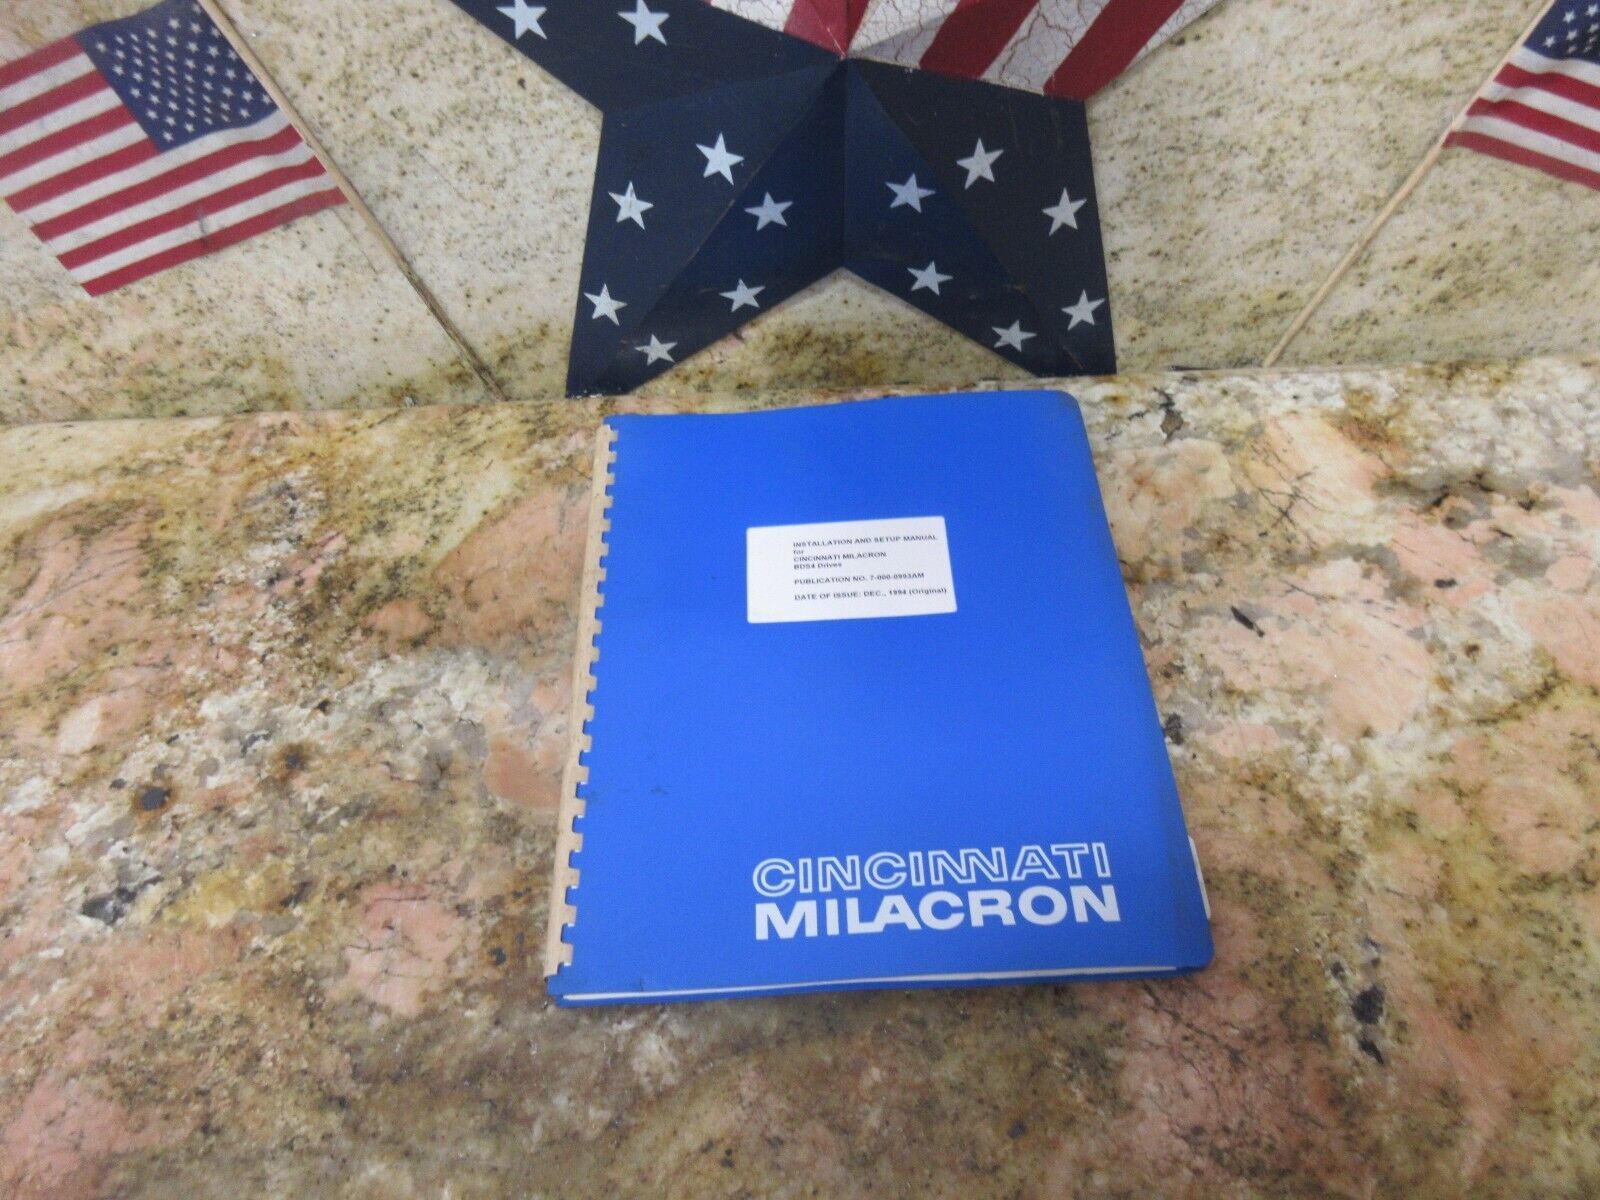 INSTALLATION AND SETUP MANUAL
for
CINCINNATI MILACRON
BDS4 Drives
PUBLICATION NO. 7-000-0993AM
DATE OF ISSUE: DEC., 1994 (Original)
CINCINNATI
MILACRON